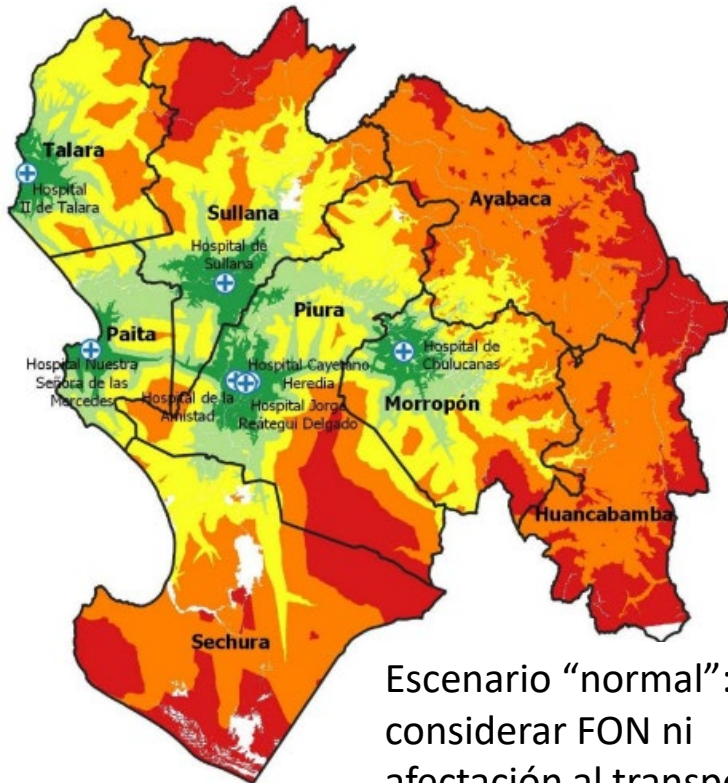 Talara
Hospital
II de Talara
Sullana
Hospital de
Sullana
Ayabaca
Piura
Paita
Hospital Nuestra
Señora de las
Mercedes
Hospital de la
Amistad
Hospital Cayetano
Heredia
Hospital Jorge
Reátegui Delgado
Hospital de
Chulucanas
Morropón
Huancabamba
Sechura
Escenario “normal”:
considerar FON ni